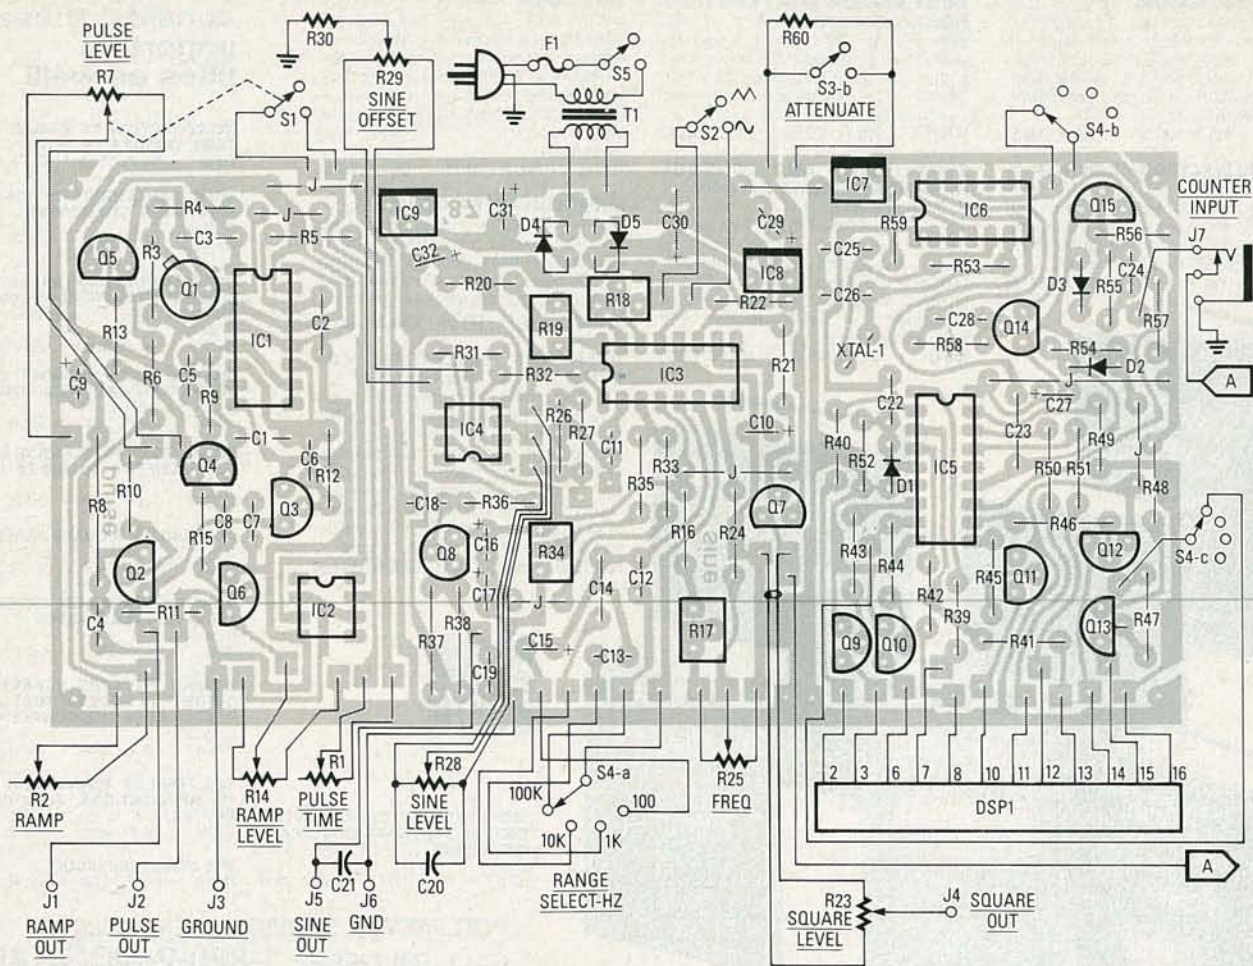 PULSE
LEVEL
R7
S1
R30
R29
SINE
OFFSET
F1
S5
T1
S2
R60
S3-b
ATTENUATE
S4-b
COUNTER
INPUT
J7
A
R4
J
C3
J
R5
Q5
R3
Q1
IC9
C32
C31
D4
D5
C30
C29
IC7
R59
IC6
Q15
R56
C25
C26
R53
D3
R55
C24
R57
R13
IC1
C2
R20
R19
R18
IC8
R22
R21
XTAL-1
C28
R58
Q14
R54
D2
J
C9
R6
C5
R9
R31
R32
IC3
C22
C27
C1
C6
R12
IC4
R26
R27
C11
C10
R40
R52
D1
IC5
C23
R50
R51
R49
J
R48
Q4
R8
R10
pulse
R15
C8
C7
Q3
C18
R36
R35
R33
J
R16
R24
Q7
sine
R46
S4-c
Q2
Q6
IC2
Q8
C16
C17
R34
C14
C12
R43
R44
R42
R39
R45
Q11
Q12
Q13
R47
C4
R11
R37
R38
C19
J
C15
C13
R17
Q9
Q10
R41
R2
RAMP
R14
RAMP
LEVEL
R1
PULSE
TIME
R28
SINE
LEVEL
S4-a
100K
10K
1K
100
RANGE
SELECT-HZ
R25
FREQ
2 3 6 7 8 10 11 12 13 14 15 16
DSP1
A
C21
C20
J1
RAMP
OUT
J2
PULSE
OUT
J3
GROUND
J5
SINE
OUT
J6
GND
R23
SQUARE
LEVEL
J4
SQUARE
OUT